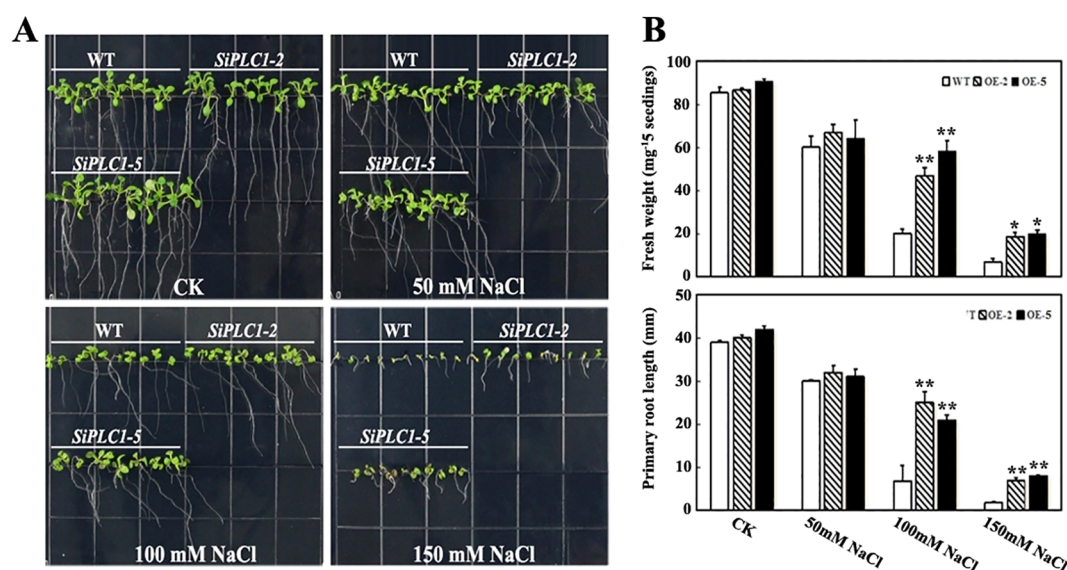 A
WT
SiPLC1-2
SiPLC1-5
CK
WT
SiPLC1-2
SiPLC1-5
50 mM NaCl
WT
SiPLC1-2
SiPLC1-5
100 mM NaCl
WT
SiPLC1-2
SiPLC1-5
150 mM NaCl
B
Fresh weight (mg⁻¹5 seedings)
100
80
60
40
20
0
WT OE-2 OE-5
** **
* *
Primary root length (mm)
50
40
30
20
10
0
'T OE-2 OE-5
** **
** **
CK
50mM NaCl
100mM NaCl
150mM NaCl